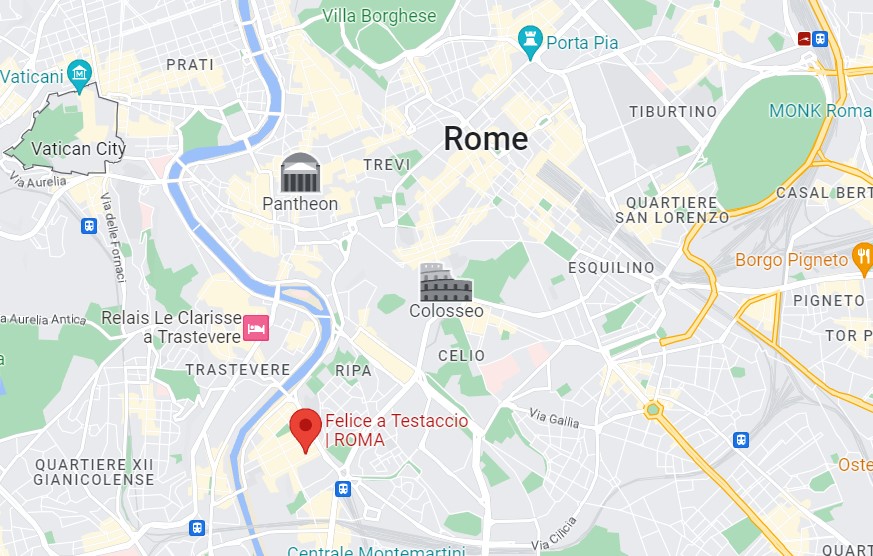 Villa Borghese
Porta Pia
PRATI
Vaticani
TIBURTINO
MONK Roma
Rome
Vatican City
TREVI
Via Aurelia
CASAL BERT
Pantheon
QUARTIERE
SAN LORENZO
Via delle Fornaci
Borgo Pigneto
ESQUILINO
PIGNETO
Colosseo
a Aurelia Antica
Relais Le Clarisse
a Trastevere
TOR P
CELIO
a
TRASTEVERE
RIPA
Felice a Testaccio
| ROMA
Via Gallia
QUARTIERE XII
GIANICOLENSE
Oste
Via Cilicia
Centrale Montemartini
QUART